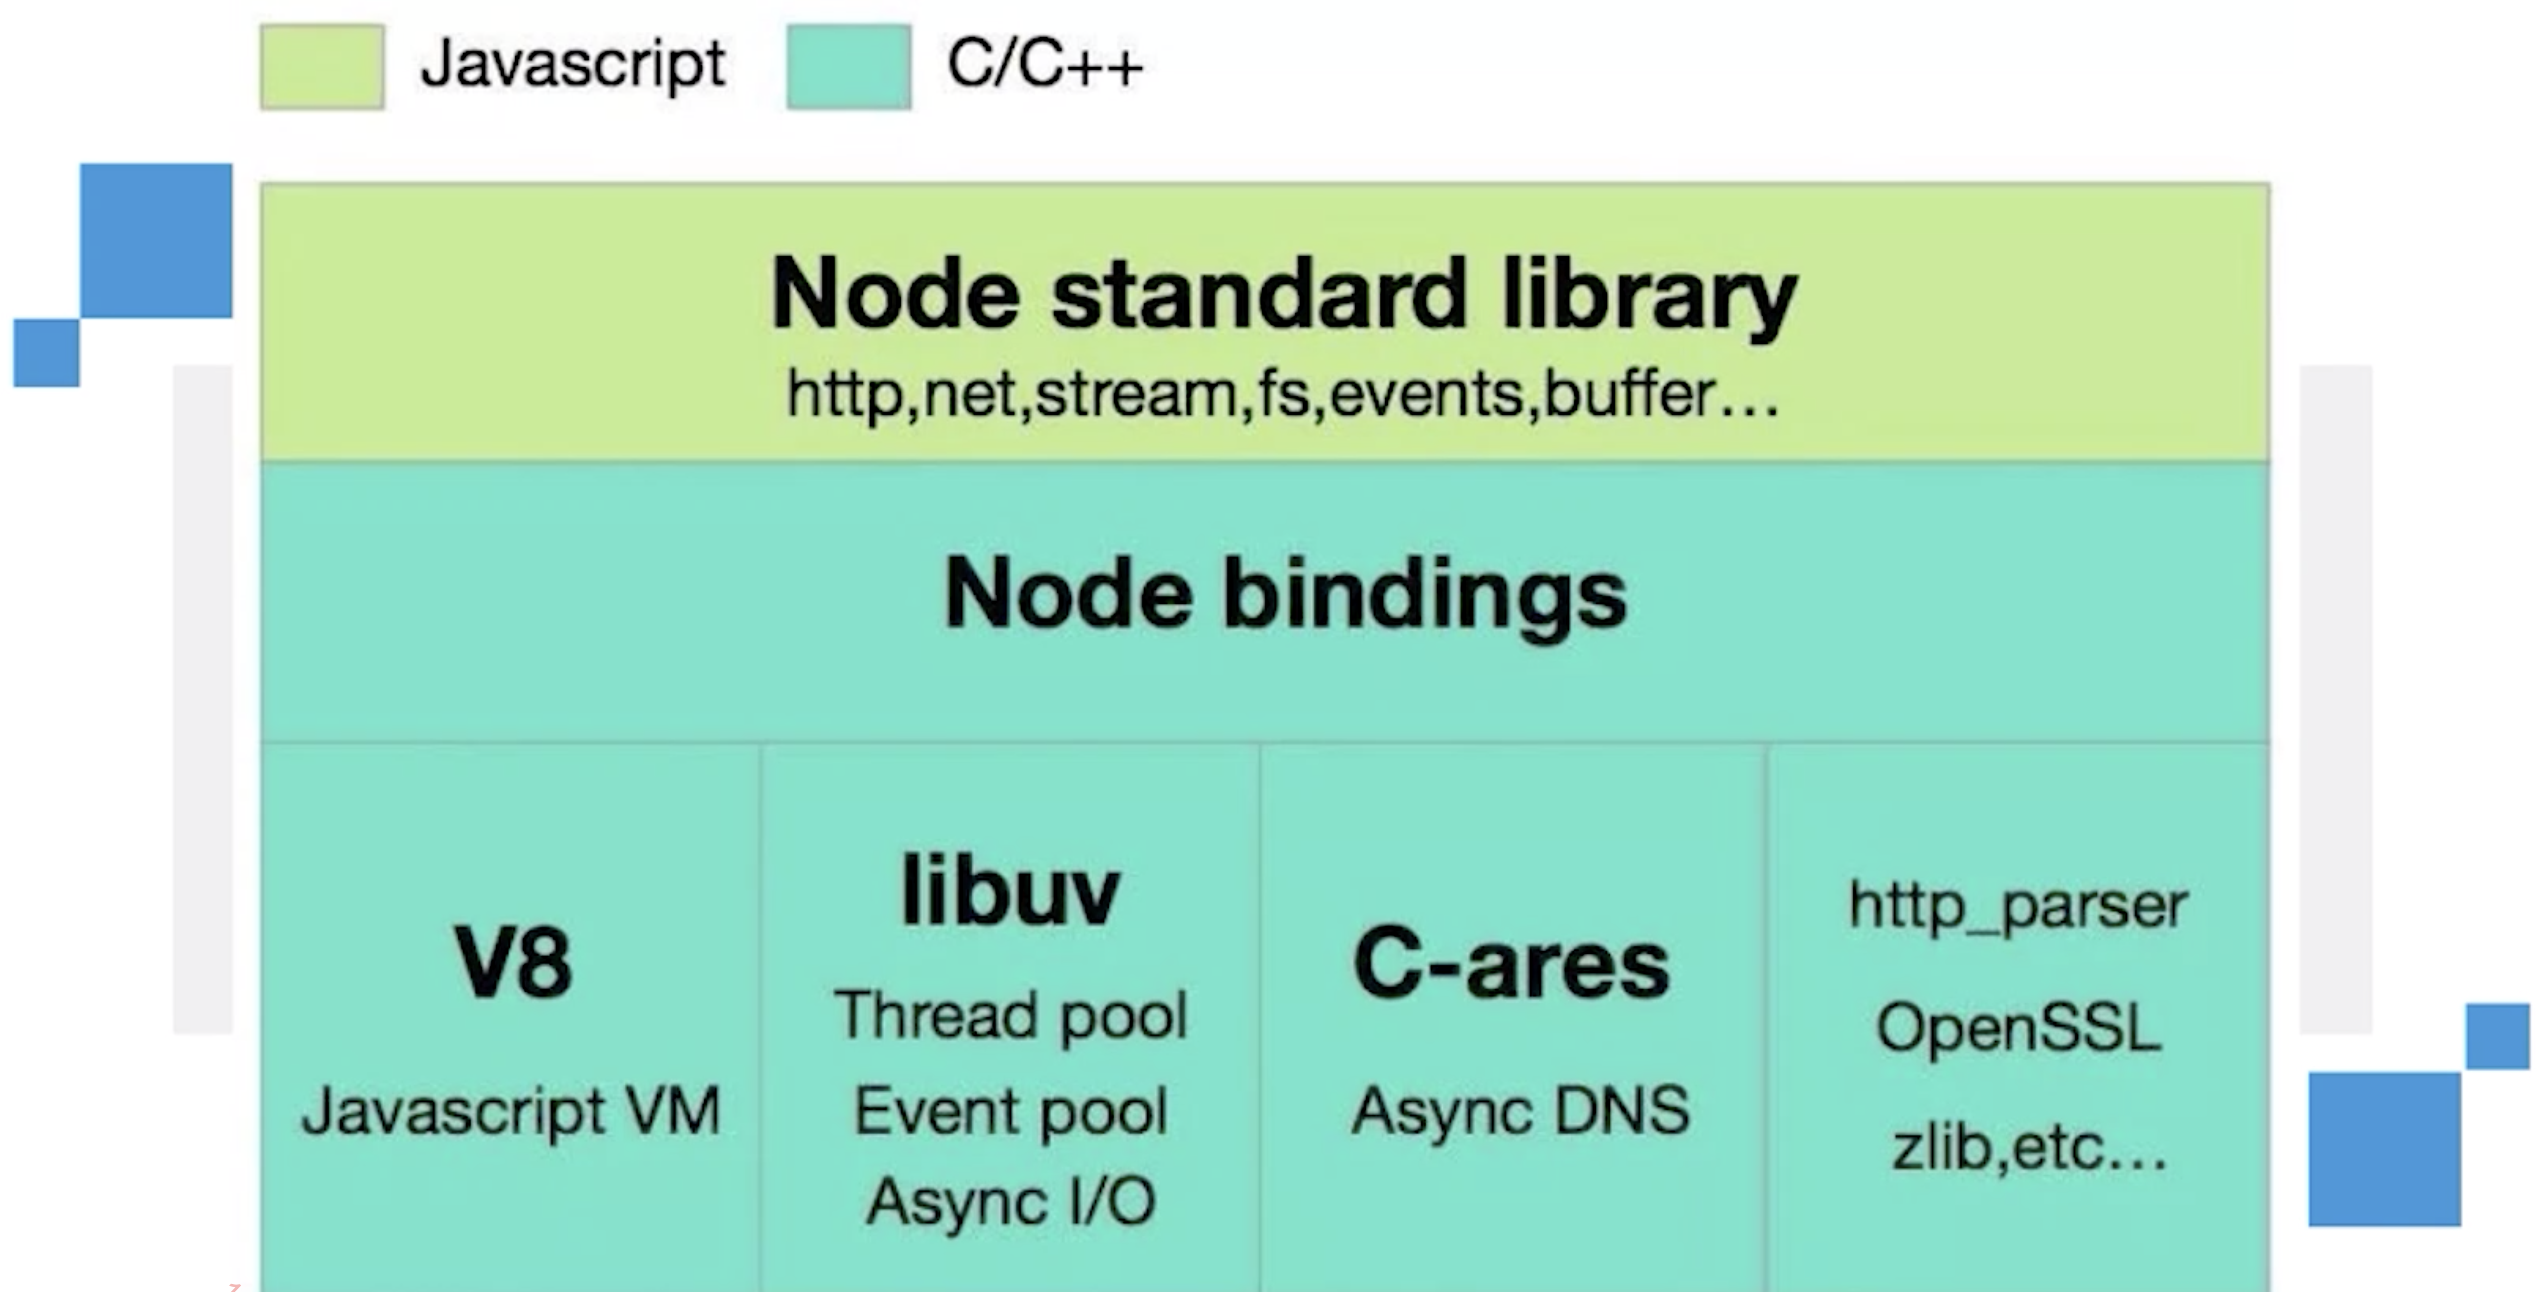 Javascript
C/C++
Node standard library
http,net,stream,fs,events,buffer…
Node bindings
V8
Javascript VM
libuv
Thread pool
Event pool
Async I/O
C-ares
Async DNS
http_parser
OpenSSL
zlib,etc…